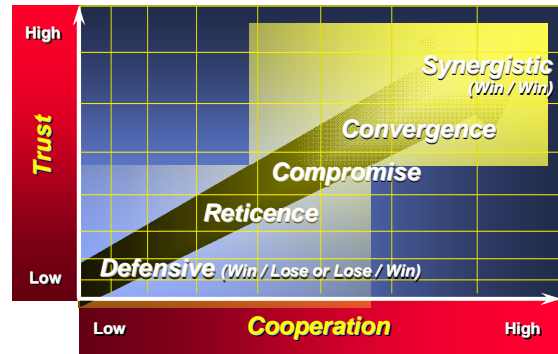 High
Synergistic
(Win / Win)
Convergence
Trust
Compromise
Reticence
Low
Defensive (Win / Lose or Lose / Win)
Low
Cooperation
High